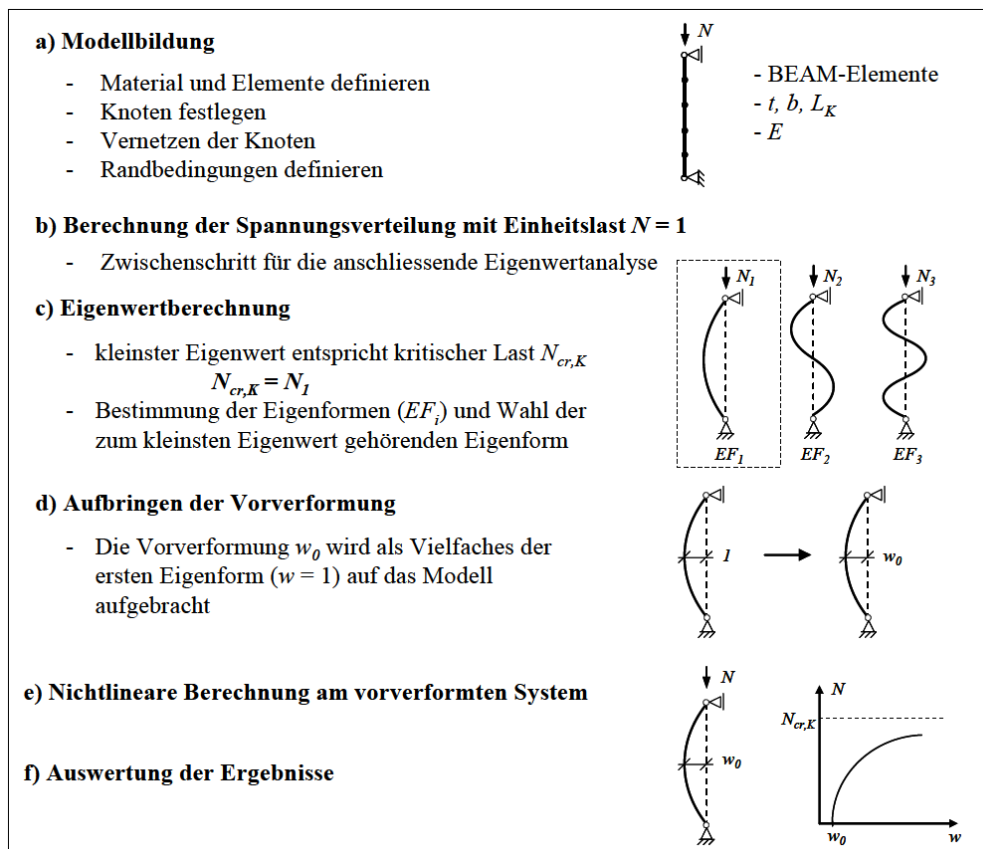 a) Modellbildung
- Material und Elemente definieren
- Knoten festlegen
- Vernetzen der Knoten
- Randbedingungen definieren
N
- BEAM-Elemente
- t, b, L_K
- E
b) Berechnung der Spannungsverteilung mit Einheitslast N = 1
- Zwischenschritt für die anschliessende Eigenwertanalyse
c) Eigenwertberechnung
- kleinster Eigenwert entspricht kritischer Last N_cr,K
N_cr,K = N_1
- Bestimmung der Eigenformen (EF_i) und Wahl der
zum kleinsten Eigenwert gehörenden Eigenform
N_1 N_2 N_3
EF_1 EF_2 EF_3
d) Aufbringen der Vorverformung
- Die Vorverformung w_0 wird als Vielfaches der
ersten Eigenform (w = 1) auf das Modell
aufgebracht
1 w_0
e) Nichtlineare Berechnung am vorverformten System
f) Auswertung der Ergebnisse
N
w_0
N
N_cr,K
w_0 w